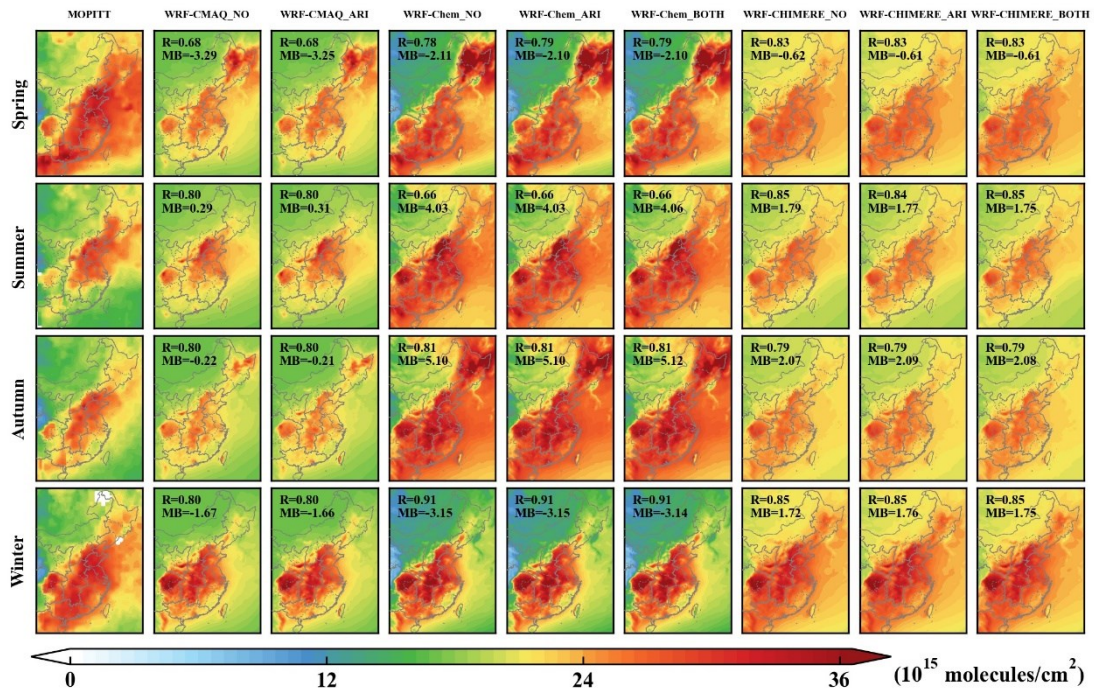 MOPITT WRF-CMAQ_NO WRF-CMAQ_ARI WRF-Chem_NO WRF-Chem_ARI WRF-Chem_BOTH WRF-CHIMERE_NO WRF-CHIMERE_ARI WRF-CHIMERE_BOTH
Spring
R=0.68 R=0.68 R=0.78 R=0.79 R=0.79 R=0.83 R=0.83 R=0.83
MB=-3.29 MB=-3.25 MB=-2.11 MB=-2.10 MB=-2.10 MB=-0.62 MB=-0.61 MB=-0.61
Summer
R=0.80 R=0.80 R=0.66 R=0.66 R=0.66 R=0.85 R=0.84 R=0.85
MB=0.29 MB=0.31 MB=4.03 MB=4.03 MB=4.06 MB=1.79 MB=1.77 MB=1.75
Autumn
R=0.80 R=0.80 R=0.81 R=0.81 R=0.81 R=0.79 R=0.79 R=0.79
MB=-0.22 MB=-0.21 MB=5.10 MB=5.10 MB=5.12 MB=2.07 MB=2.09 MB=2.08
Winter
R=0.80 R=0.80 R=0.91 R=0.91 R=0.91 R=0.85 R=0.85 R=0.85
MB=-1.67 MB=-1.66 MB=-3.15 MB=-3.15 MB=-3.14 MB=1.72 MB=1.76 MB=1.75
0 12 24 36 (10¹⁵ molecules/cm²)